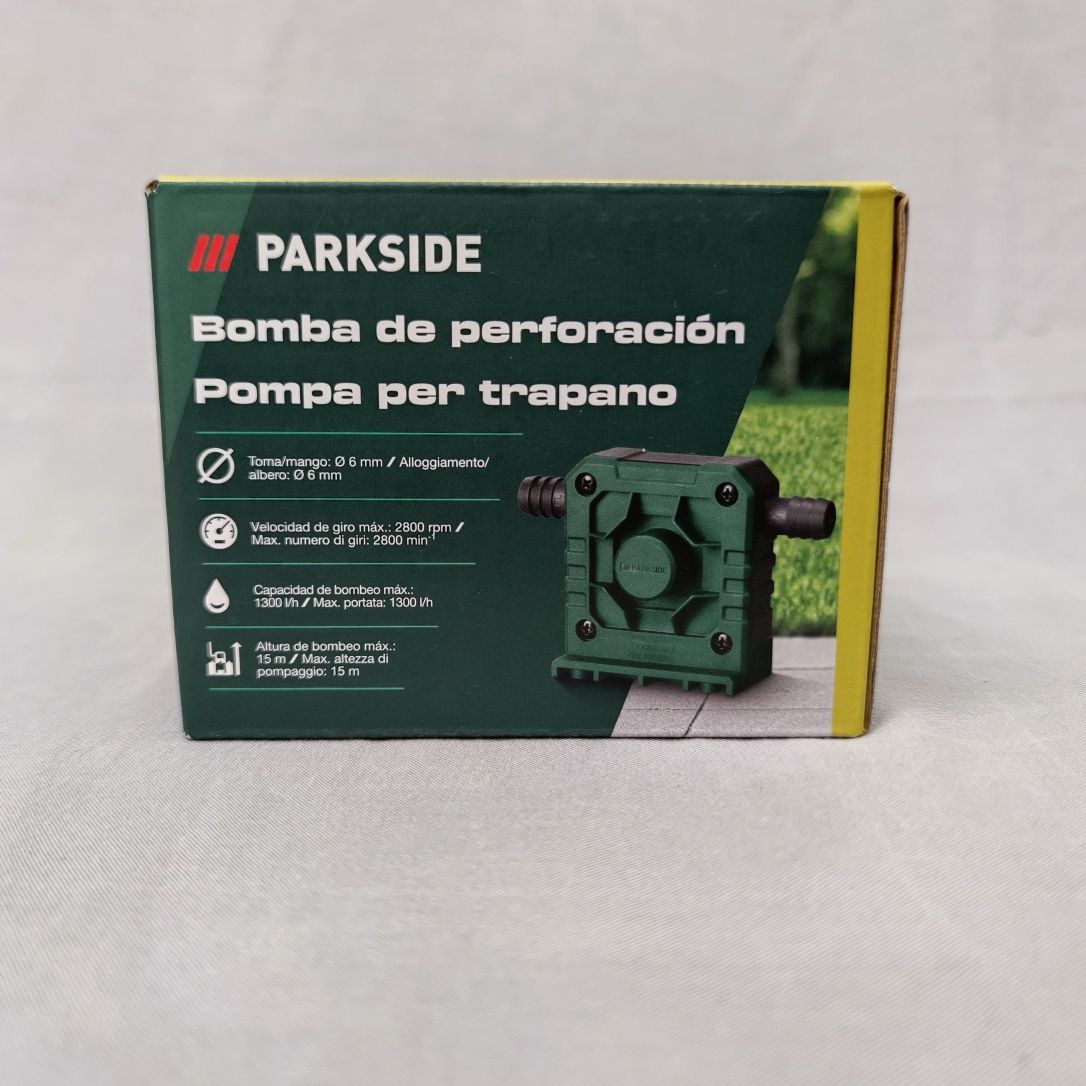 PARKSIDE
Bomba de perforación
Pompa per trapano
Toma/mango: Ø 6 mm / Alloggiamento/
albero: Ø 6 mm
Velocidad de giro máx.: 2800 rpm /
Max. numero di giri: 2800 min⁻¹
Capacidad de bombeo máx.:
1300 l/h / Max. portata: 1300 l/h
Altura de bombeo máx.:
15 m / Max. altezza di
pompaggio: 15 m
PARKSIDE